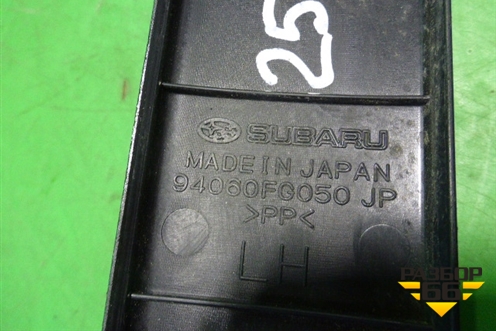 25
SUBARU
MADE IN JAPAN
94060FG050 JP
>PP<
LH
РАЗБОР
66